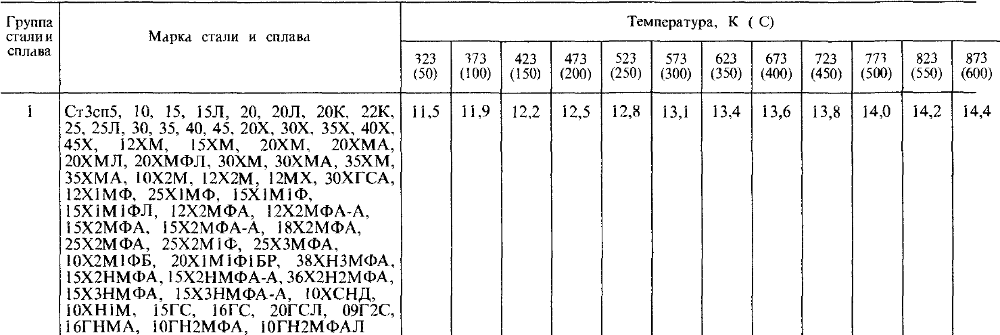 Группа стали и сплава
Марка стали и сплава
Температура, К ( С)
323 (50) 373 (100) 423 (150) 473 (200) 523 (250) 573 (300) 623 (350) 673 (400) 723 (450) 773 (500) 823 (550) 873 (600)
1 Ст3сп5, 10, 15, 15Л, 20, 20Л, 20К, 22К, 11,5 11,9 12,2 12,5 12,8 13,1 13,4 13,6 13,8 14,0 14,2 14,4
25, 25Л, 30, 35, 40, 45, 20Х, 30Х, 35Х, 40Х,
45Х, 12ХМ, 15ХМ, 20ХМ, 20ХМА,
20ХМЛ, 20ХМФЛ, 30ХМ, 30ХМА, 35ХМ,
35ХМА, 10Х2М, 12Х2М, 12МХ, 30ХГСА,
12Х1МФ, 25Х1МФ, 15Х1М1Ф,
15Х1М1ФЛ, 12Х2МФА, 12Х2МФА-А,
15Х2МФА, 15Х2МФА-А, 18Х2МФА,
25Х2МФА, 25Х2М1Ф, 25Х3МФА,
10Х2М1ФБ, 20Х1М1Ф1БР, 38ХН3МФА,
15Х2НМФА, 15Х2НМФА-А, 36Х2Н2МФА,
15Х3НМФА, 15Х3НМФА-А, 10ХСНД,
10ХН1М, 15ГС, 16ГС, 20ГСЛ, 09Г2С,
16ГНМА, 10ГН2МФА, 10ГН2МФАЛ